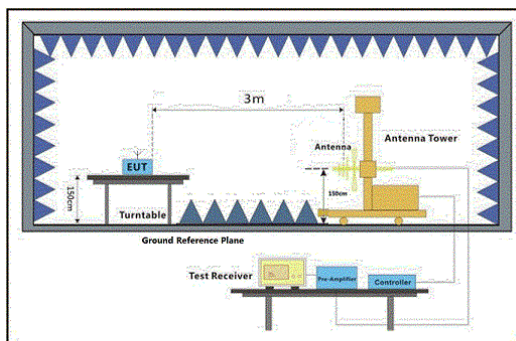 3m
Antenna
Antenna Tower
EUT
150cm
150cm
Turntable
Ground Reference Plane
Test Receiver
Pre-Amplifier
Controller